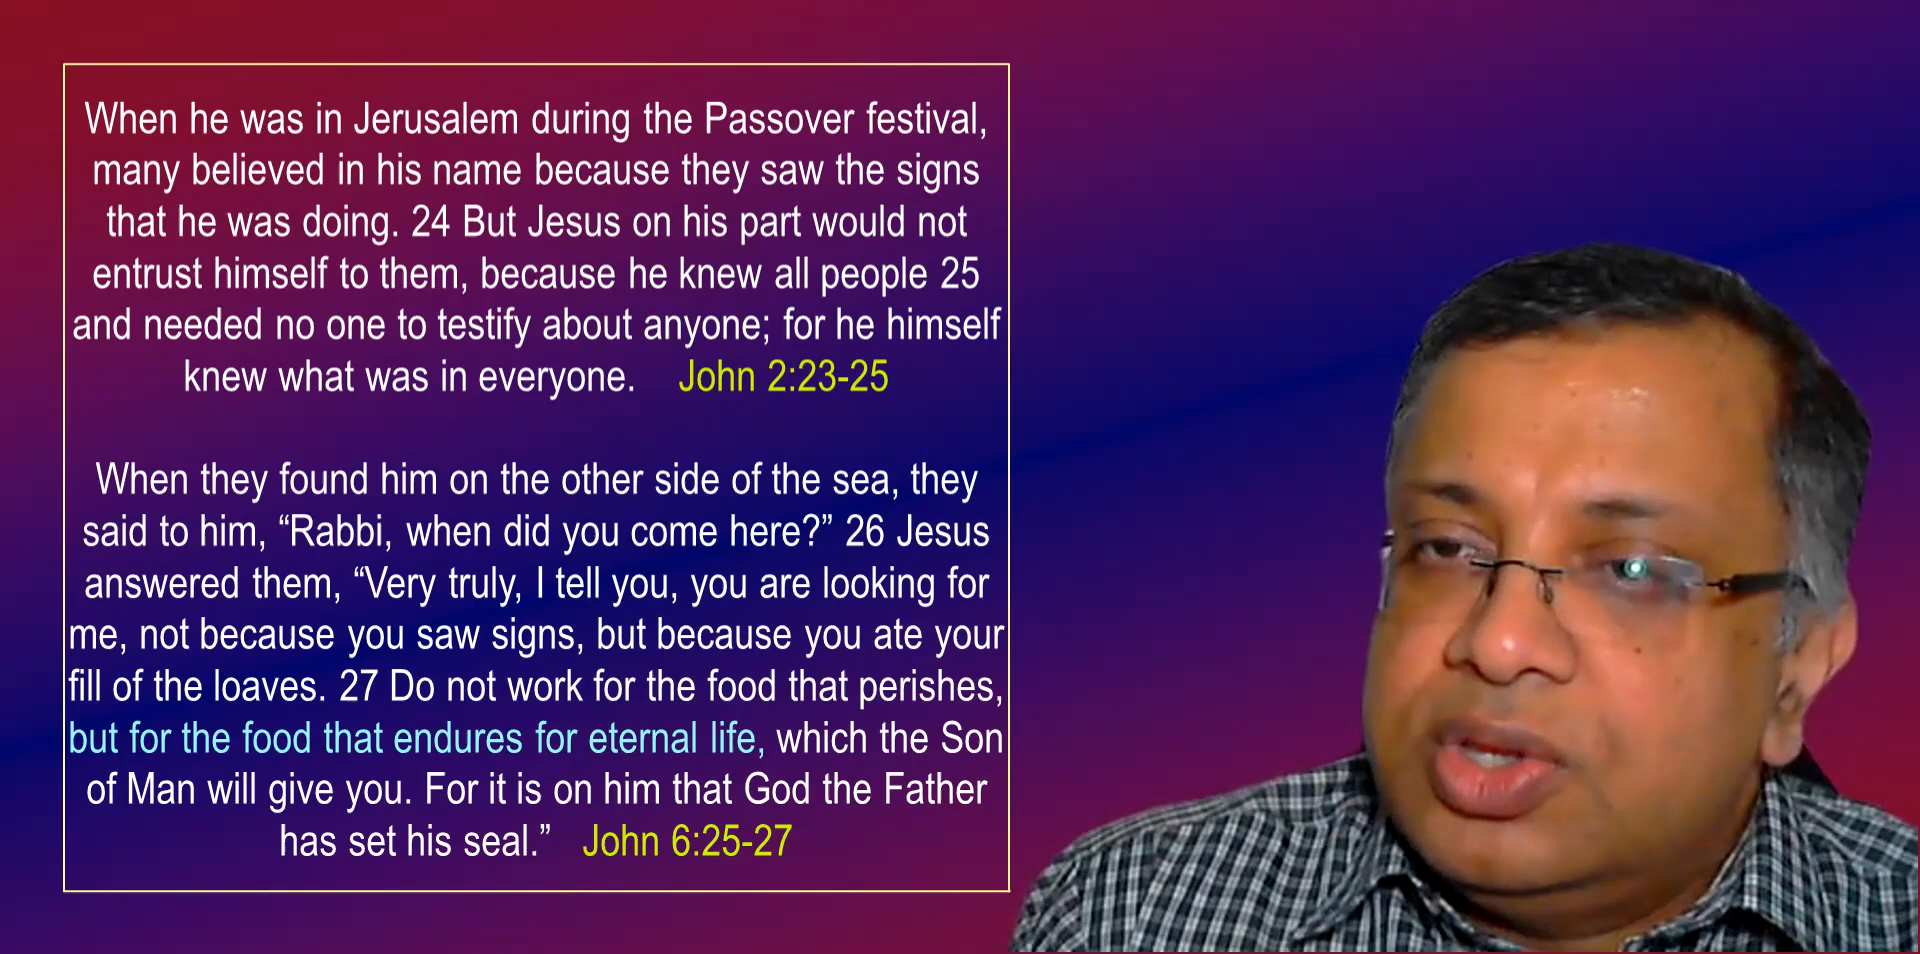 When he was in Jerusalem during the Passover festival,
many believed in his name because they saw the signs
that he was doing. 24 But Jesus on his part would not
entrust himself to them, because he knew all people 25
and needed no one to testify about anyone; for he himself
knew what was in everyone. John 2:23-25
When they found him on the other side of the sea, they
said to him, “Rabbi, when did you come here?” 26 Jesus
answered them, “Very truly, I tell you, you are looking for
me, not because you saw signs, but because you ate your
fill of the loaves. 27 Do not work for the food that perishes,
but for the food that endures for eternal life, which the Son
of Man will give you. For it is on him that God the Father
has set his seal.” John 6:25-27